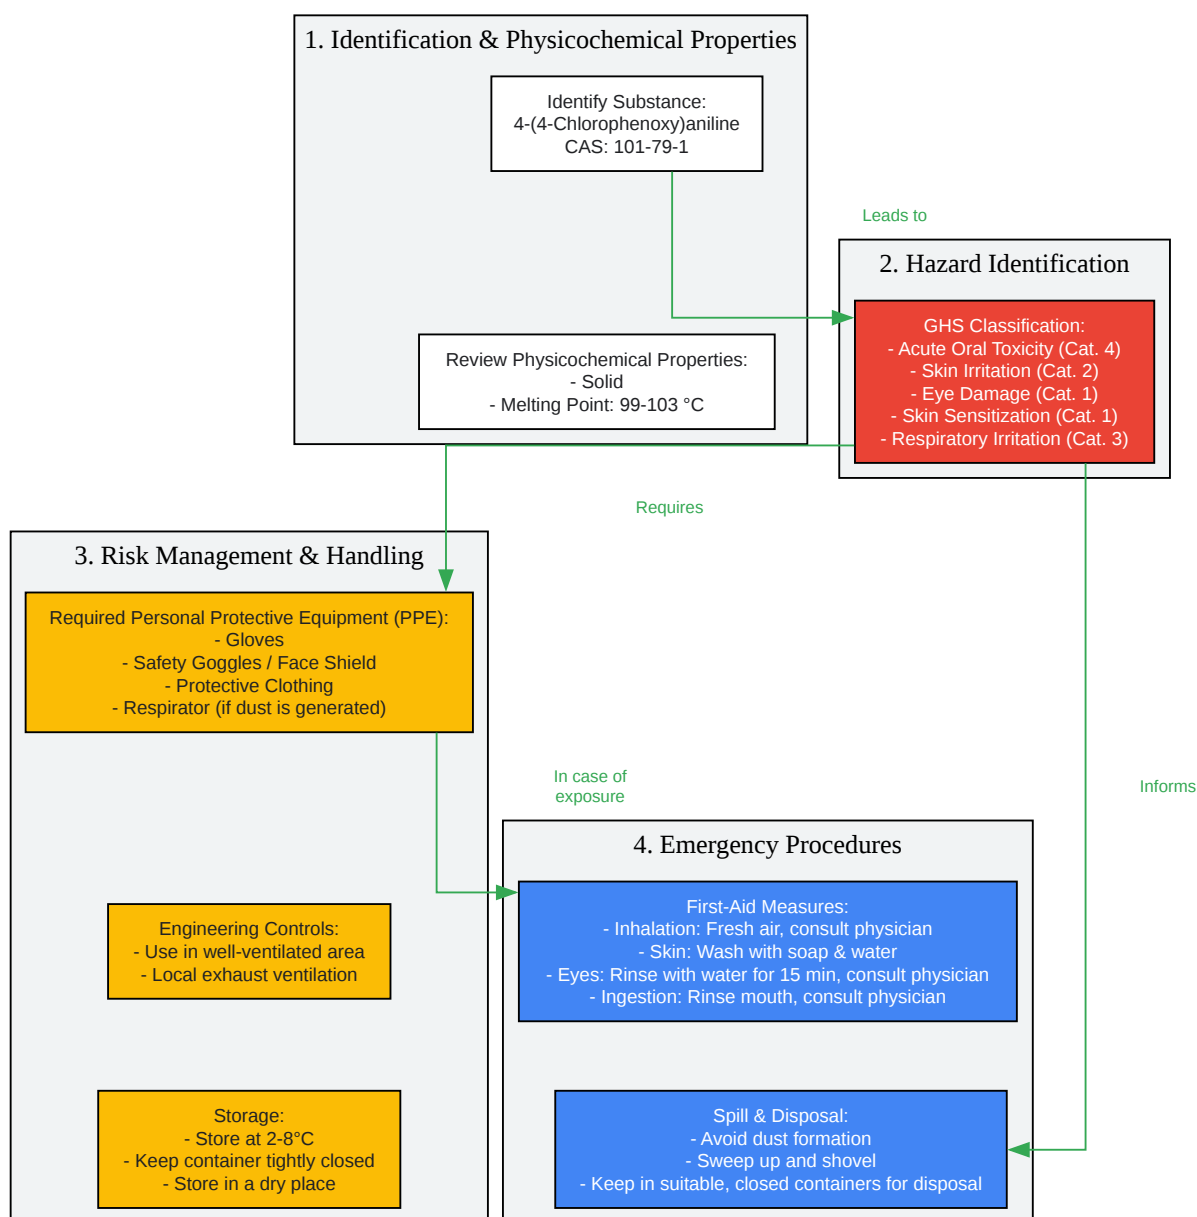 1. Identification & Physicochemical Properties
Identify Substance:
4-(4-Chlorophenoxy)aniline
CAS: 101-79-1
Leads to
2. Hazard Identification
GHS Classification:
- Acute Oral Toxicity (Cat. 4)
- Skin Irritation (Cat. 2)
- Eye Damage (Cat. 1)
- Skin Sensitization (Cat. 1)
- Respiratory Irritation (Cat. 3)
Review Physicochemical Properties:
- Solid
- Melting Point: 99-103 °C
Requires
3. Risk Management & Handling
Required Personal Protective Equipment (PPE):
- Gloves
- Safety Goggles / Face Shield
- Protective Clothing
- Respirator (if dust is generated)
In case of
exposure
Informs
4. Emergency Procedures
First-Aid Measures:
- Inhalation: Fresh air, consult physician
- Skin: Wash with soap & water
- Eyes: Rinse with water for 15 min, consult physician
- Ingestion: Rinse mouth, consult physician
Engineering Controls:
- Use in well-ventilated area
- Local exhaust ventilation
Storage:
- Store at 2-8°C
- Keep container tightly closed
- Store in a dry place
Spill & Disposal:
- Avoid dust formation
- Sweep up and shovel
- Keep in suitable, closed containers for disposal